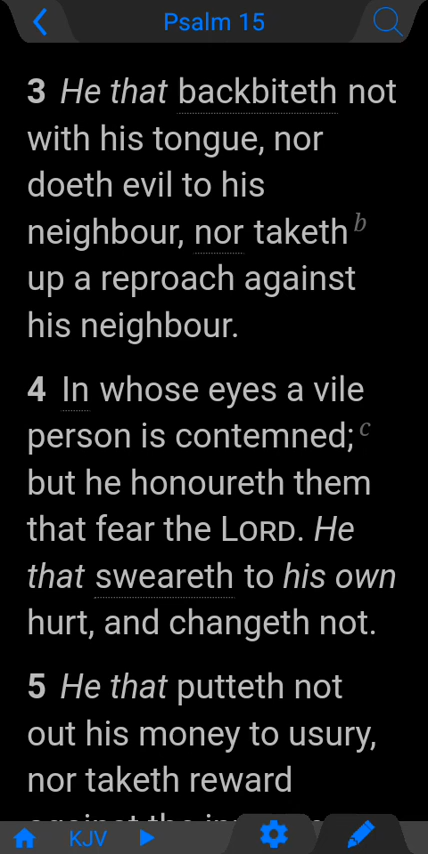 Psalm 15
3 He that backbiteth not
with his tongue, nor
doeth evil to his
neighbour, nor taketh b
up a reproach against
his neighbour.
4 In whose eyes a vile
person is contemned; c
but he honoureth them
that fear the LORD. He
that sweareth to his own
hurt, and changeth not.
5 He that putteth not
out his money to usury,
nor taketh reward
against the
KJV